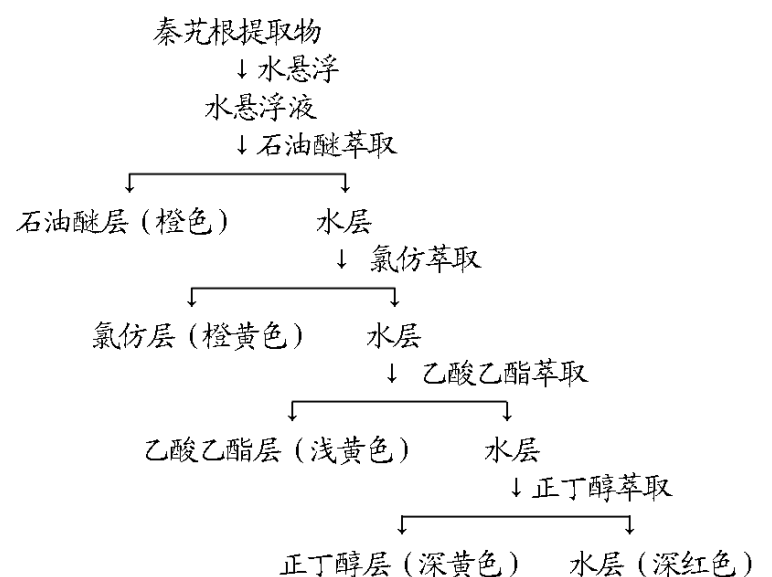 秦艽根提取物
↓水悬浮
水悬浮液
↓石油醚萃取
石油醚层(橙色) 水层
↓ 氯仿萃取
氯仿层(橙黄色) 水层
↓ 乙酸乙酯萃取
乙酸乙酯层(浅黄色) 水层
↓正丁醇萃取
正丁醇层(深黄色) 水层(深红色)